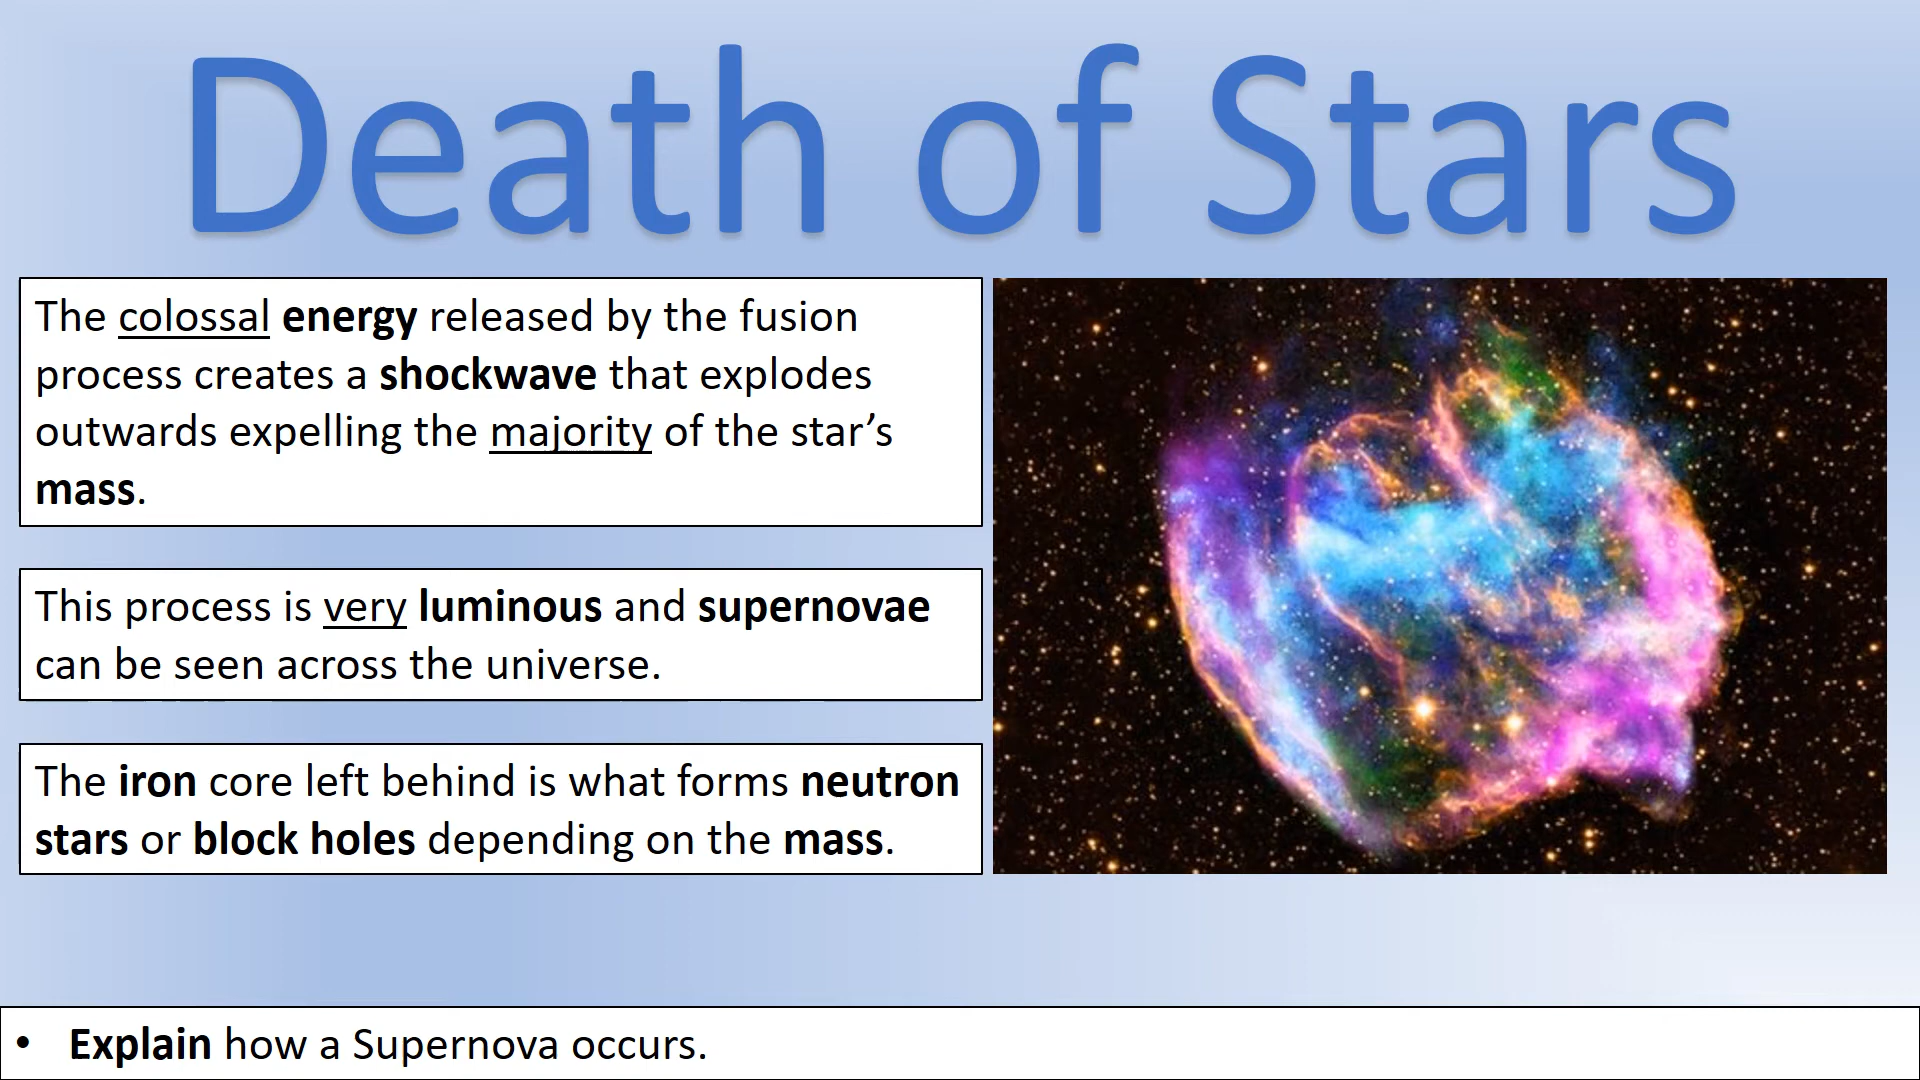 Death of Stars
The colossal energy released by the fusion
process creates a shockwave that explodes
outwards expelling the majority of the star’s
mass.
This process is very luminous and supernovae
can be seen across the universe.
The iron core left behind is what forms neutron
stars or block holes depending on the mass.
• Explain how a Supernova occurs.